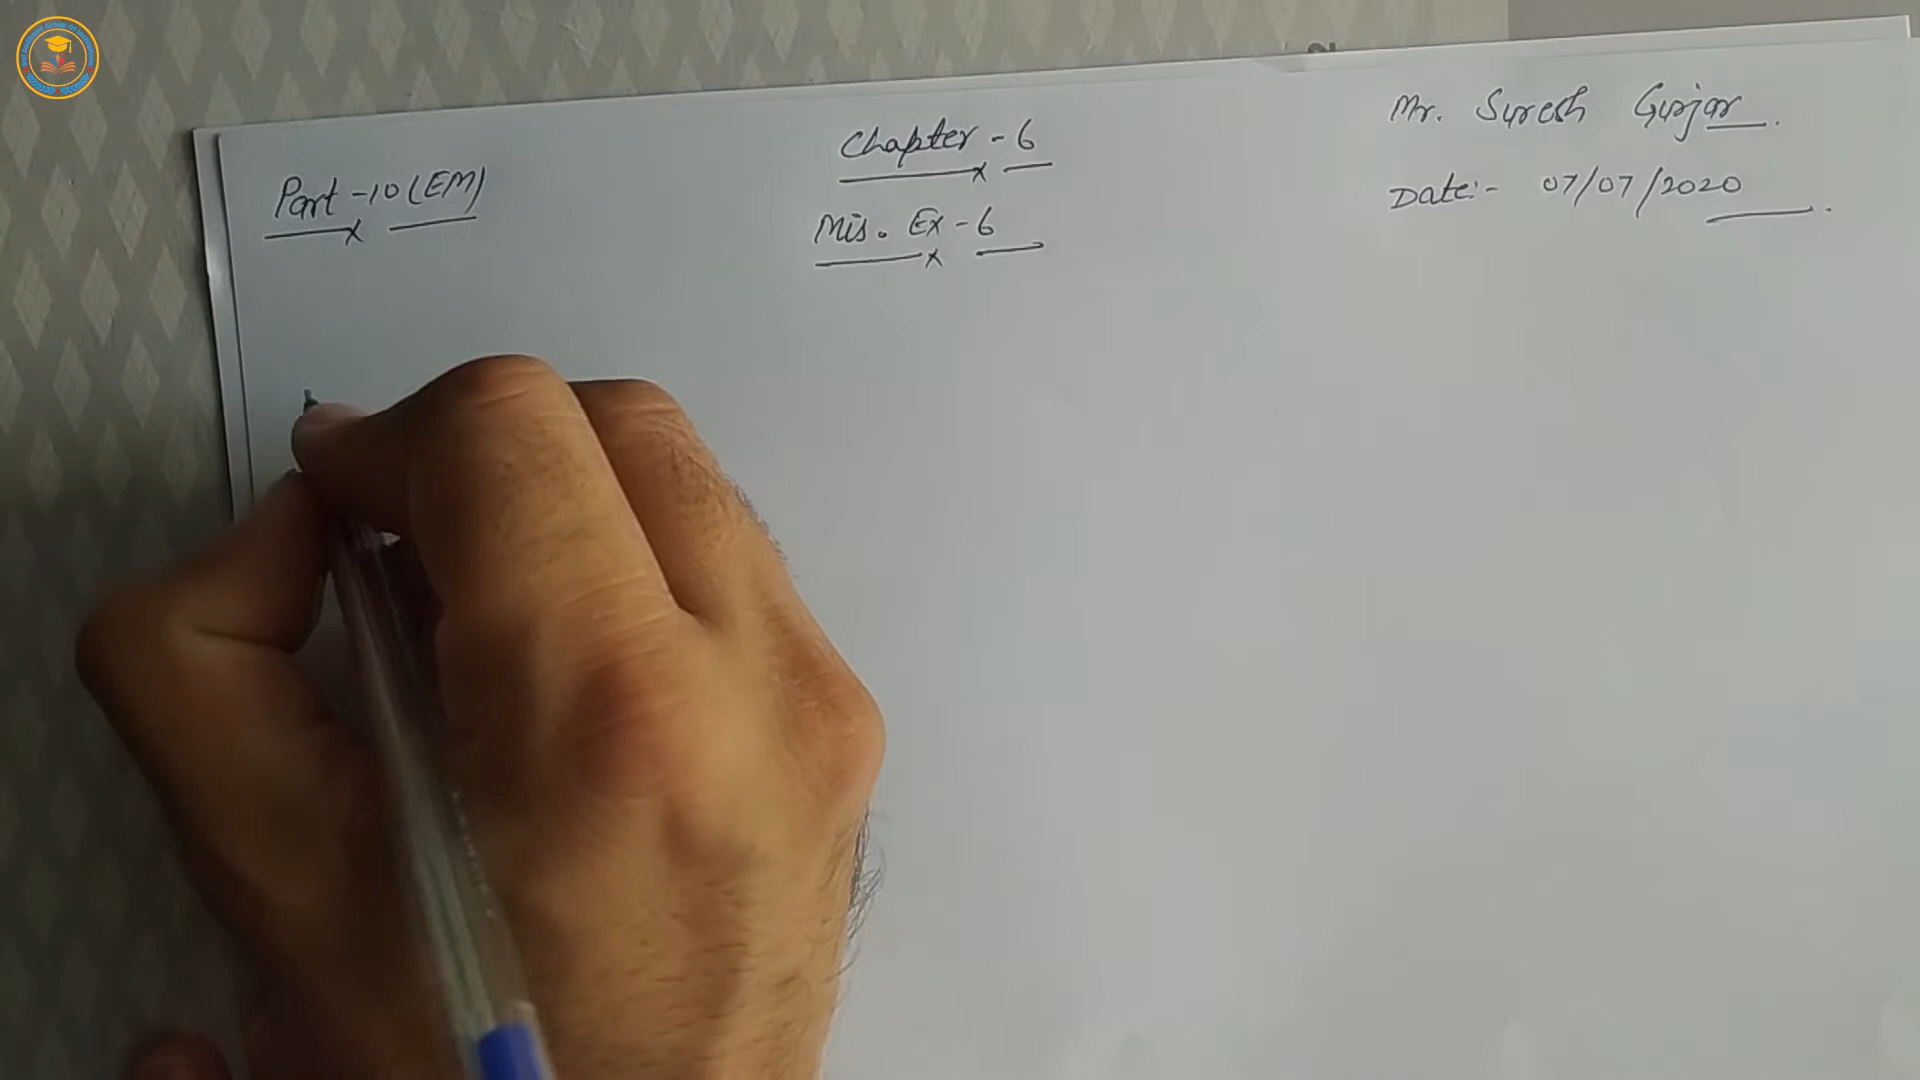 Mr. Suresh Gurjar.
Chapter - 6
Part -10 (EM)
Date:- 07/07/2020.
Mis. Ex - 6